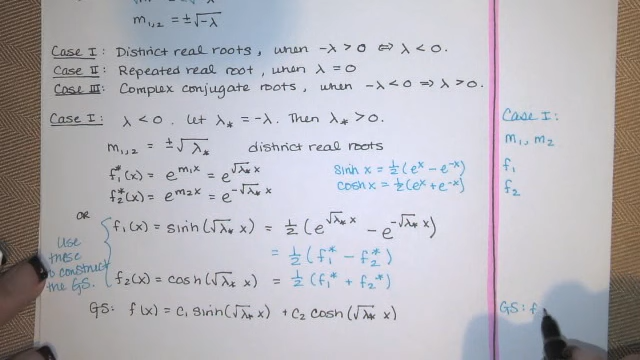 m₁,₂ = ±√-λ
Case I: District real roots, when -λ > 0 ⇔ λ < 0.
Case II: Repeated real root, when λ = 0
Case III: Complex conjugate roots, when -λ < 0 ⇒ λ > 0.
Case I: λ < 0. Let λ* = -λ. Then λ* > 0.
m₁,₂ = ±√λ* district real roots
f₁*(x) = e^(m₁x) = e^(√λ* x)
f₂*(x) = e^(m₂x) = e^(-√λ* x)
sinh x = ½(e^x - e^-x)
cosh x = ½(e^x + e^-x)
OR
f₁(x) = sinh(√λ* x) = ½(e^(√λ* x) - e^(-√λ* x))
= ½(f₁* - f₂*)
f₂(x) = cosh(√λ* x) = ½(f₁* + f₂*)
Use
these
to construct
the GS.
GS: f(x) = c₁ sinh(√λ* x) + c₂ cosh(√λ* x)
Case I:
m₁, m₂
f₁
f₂
GS: f